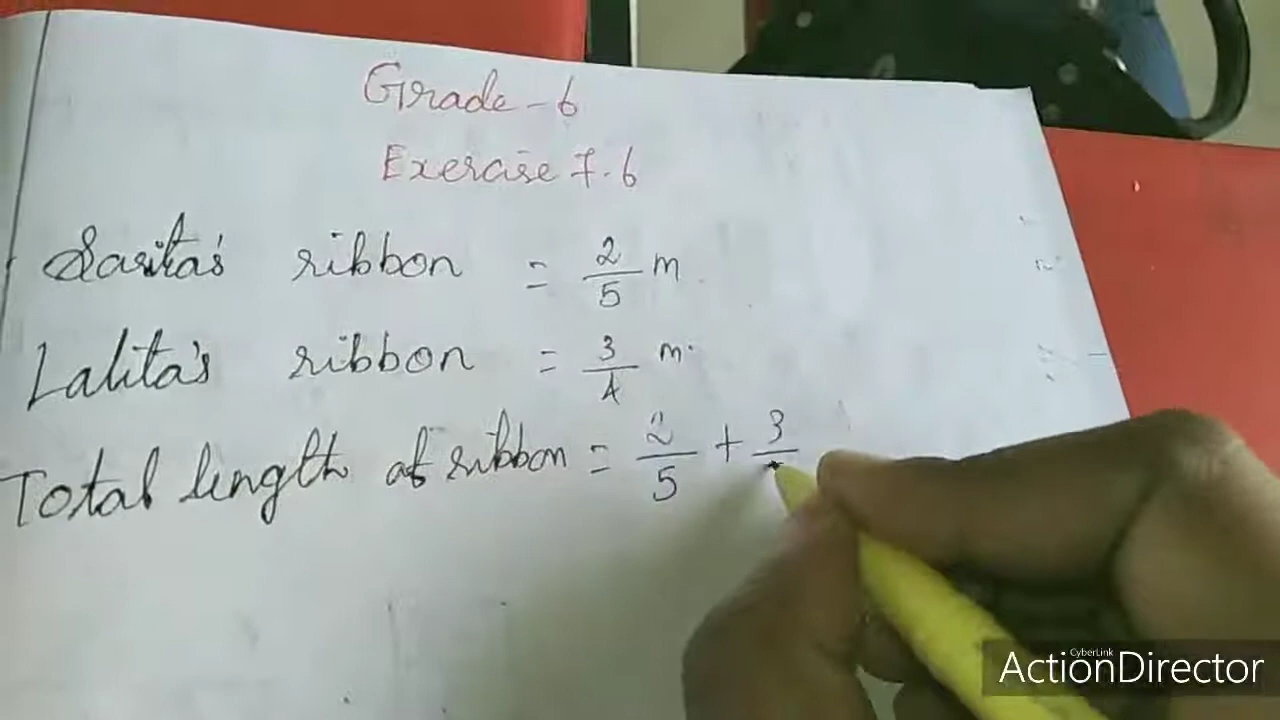 Grade - 6
Exercise 7.6
Sarita's ribbon = 2/5 m
Lalita's ribbon = 3/4 m.
Total length of ribbon = 2/5 + 3/
CyberLink
ActionDirector